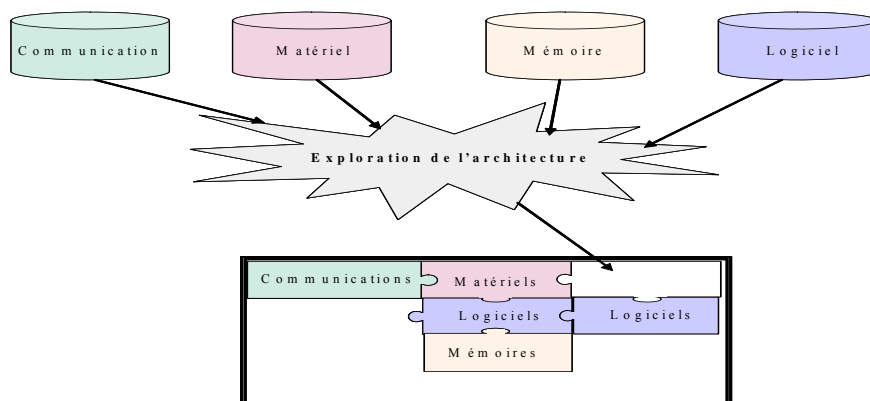 Communication
Matériel
Mémoire
Logiciel
Exploration de l'architecture
Communications
Matériels
Logiciels
Logiciels
Mémoires